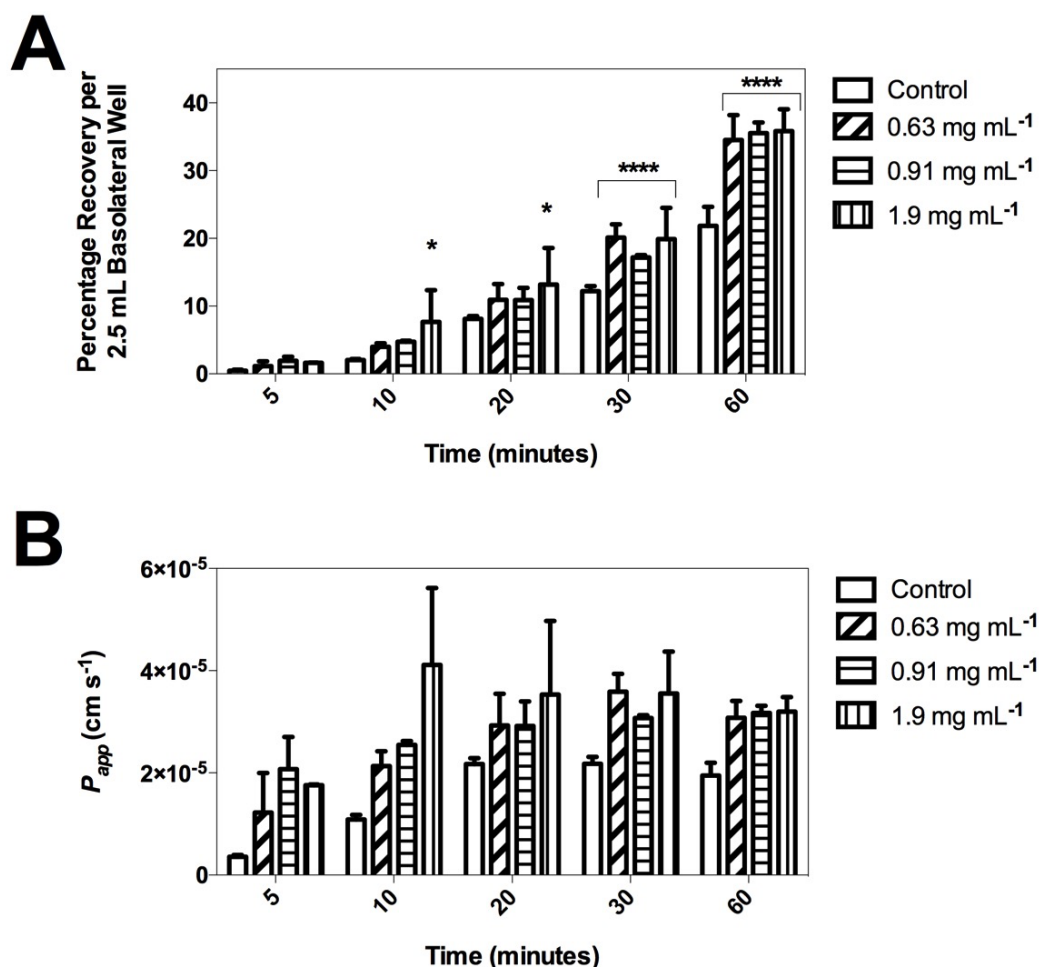 A
Percentage Recovery per
2.5 mL Basolateral Well
40
30
20
10
0
*
*
****
****
5
10
20
30
60
Time (minutes)
Control
0.63 mg mL⁻¹
0.91 mg mL⁻¹
1.9 mg mL⁻¹
B
P_app (cm s⁻¹)
6×10⁻⁵
4×10⁻⁵
2×10⁻⁵
0
5
10
20
30
60
Time (minutes)
Control
0.63 mg mL⁻¹
0.91 mg mL⁻¹
1.9 mg mL⁻¹